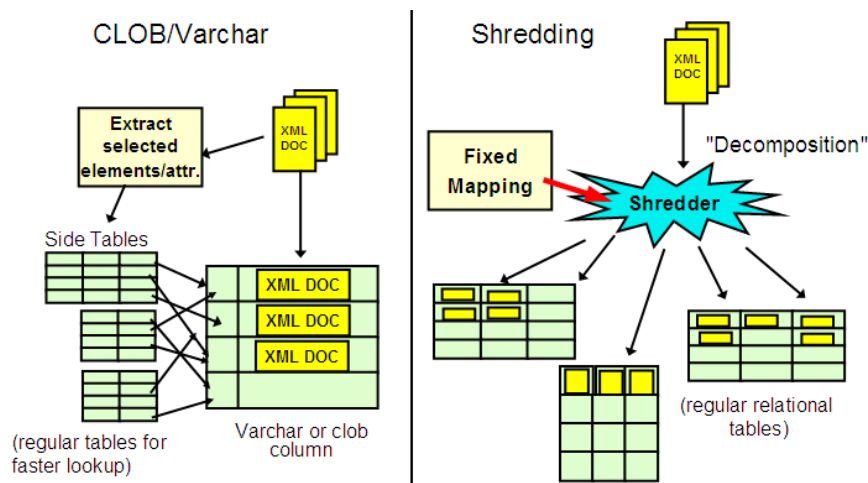 CLOB/Varchar
XML
DOC
Extract
selected
elements/attr.
Side Tables
XML DOC
XML DOC
XML DOC
(regular tables for
faster lookup)
Varchar or clob
column
Shredding
XML
DOC
"Decomposition"
Fixed
Mapping
Shredder
(regular relational
tables)